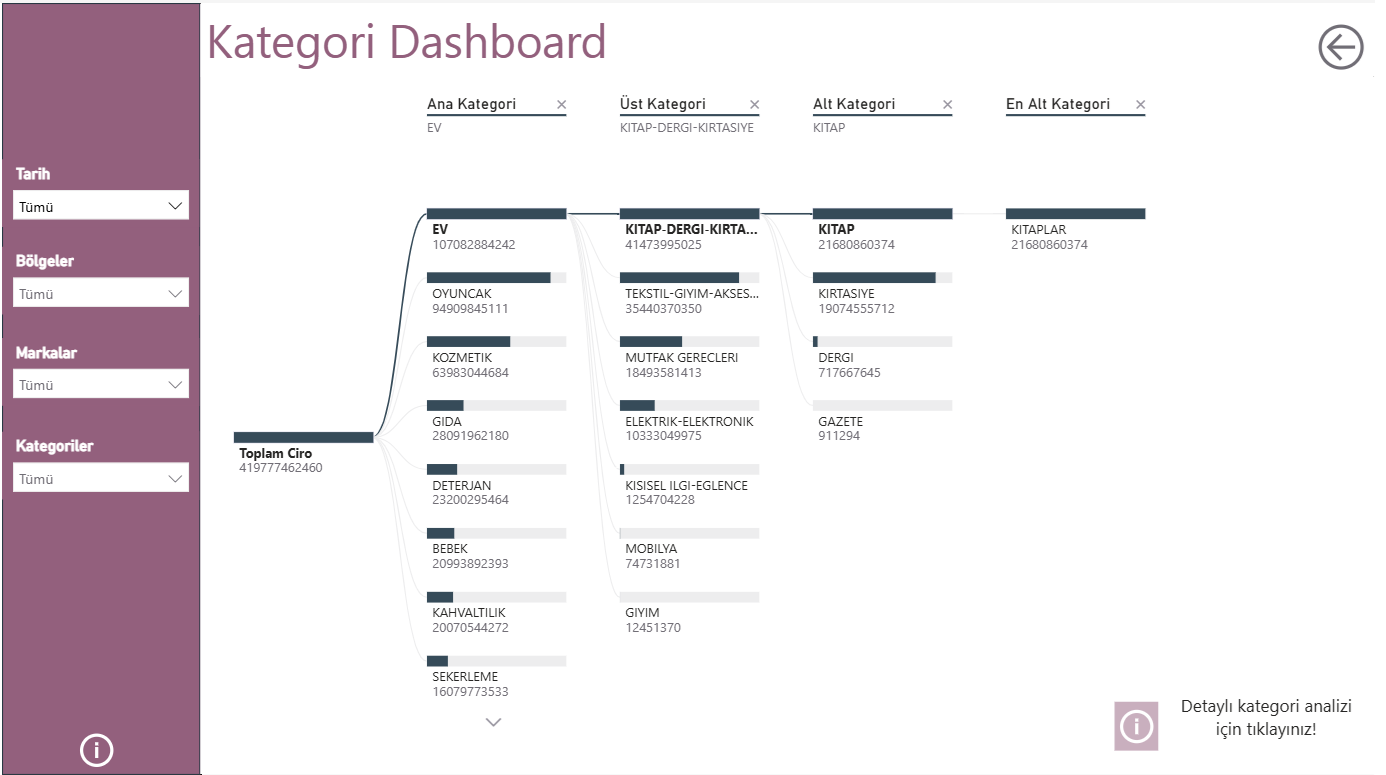 Kategori Dashboard
Tarih
Tümü
Bölgeler
Tümü
Markalar
Tümü
Kategoriler
Tümü
Ana Kategori
EV
Üst Kategori
KITAP-DERGI-KIRTASIYE
Alt Kategori
KITAP
En Alt Kategori
Toplam Ciro
419777462460
EV
107082884242
OYUNCAK
94909845111
KOZMETIK
63983044684
GIDA
28091962180
DETERJAN
23200295464
BEBEK
20993892393
KAHVALTILIK
20070544272
SEKERLEME
16079773533
KITAP-DERGI-KIRTA...
41473995025
TEKSTIL-GIYIM-AKSES...
35440370350
MUTFAK GERECLERI
18493581413
ELEKTRIK-ELEKTRONIK
10333049975
KISISEL ILGI-EGLENCE
1254704228
MOBILYA
74731881
GIYIM
12451370
KITAP
21680860374
KIRTASIYE
19074555712
DERGI
717667645
GAZETE
911294
KITAPLAR
21680860374
Detaylı kategori analizi
için tıklayınız!